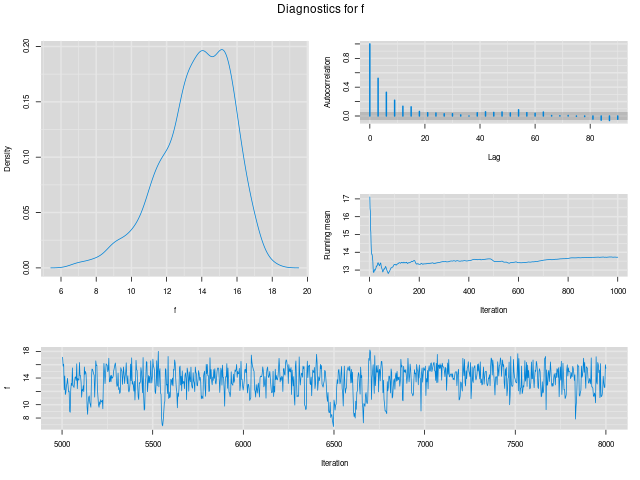 Diagnostics for f
Density
0.00
0.05
0.10
0.15
0.20
6 8 10 12 14 16 18 20
f
Autocorrelation
0.0
0.4
0.8
0 20 40 60 80
Lag
Running mean
13
14
15
16
17
0 200 400 600 800 1000
Iteration
f
8
10
14
18
5000 5500 6000 6500 7000 7500 8000
Iteration